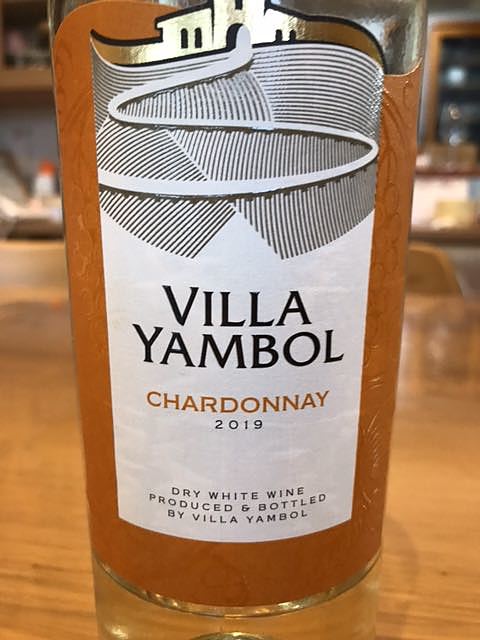 VILLA
YAMBOL
CHARDONNAY
2019
DRY WHITE WINE
PRODUCED & BOTTLED
BY VILLA YAMBOL